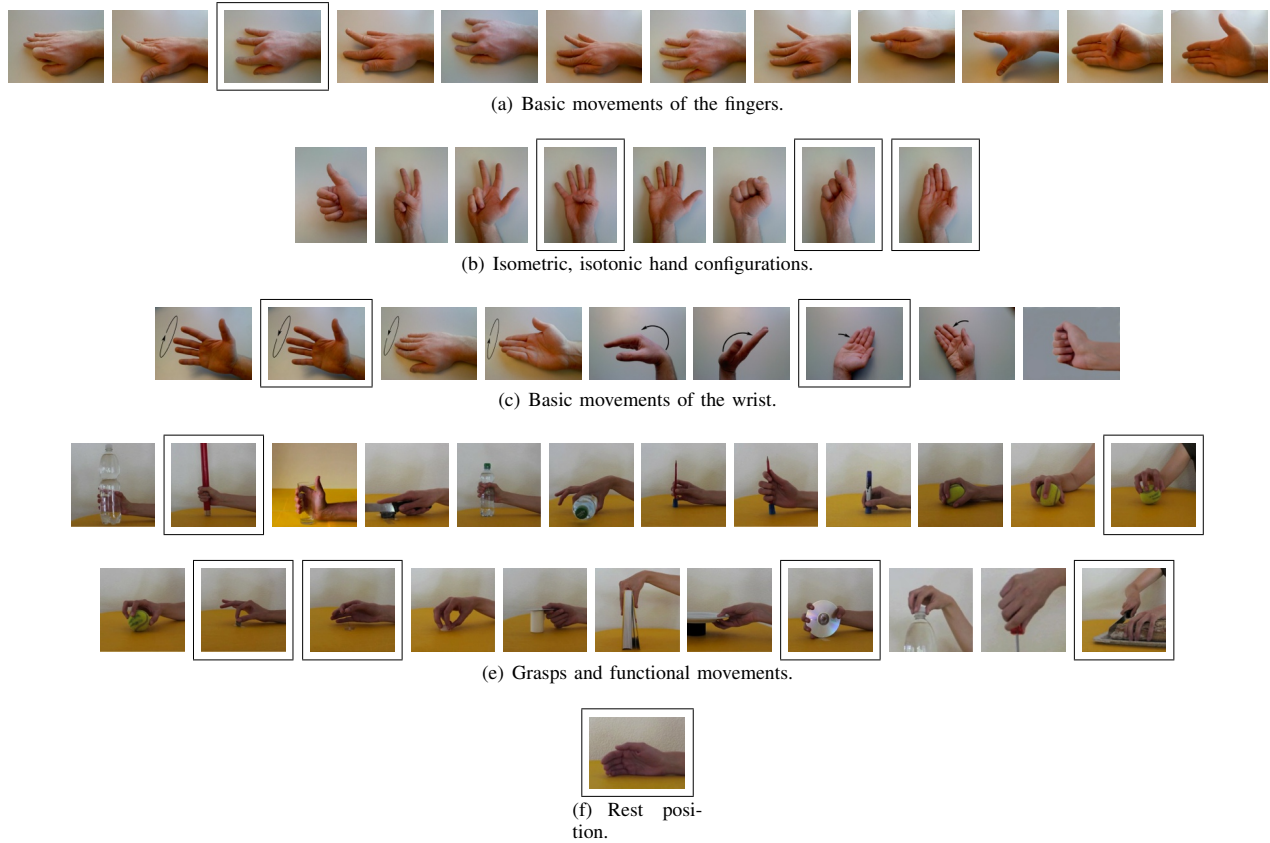 (a) Basic movements of the fingers.
(b) Isometric, isotonic hand configurations.
(c) Basic movements of the wrist.
(e) Grasps and functional movements.
(f) Rest posi-
tion.